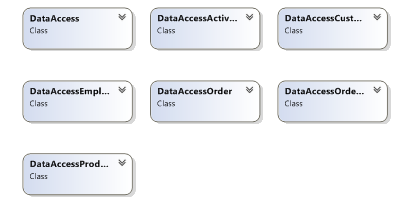 DataAccess
Class
DataAccessActiv...
Class
DataAccessCust...
Class
DataAccessEmpl...
Class
DataAccessOrder
Class
DataAccessOrde...
Class
DataAccessProd...
Class